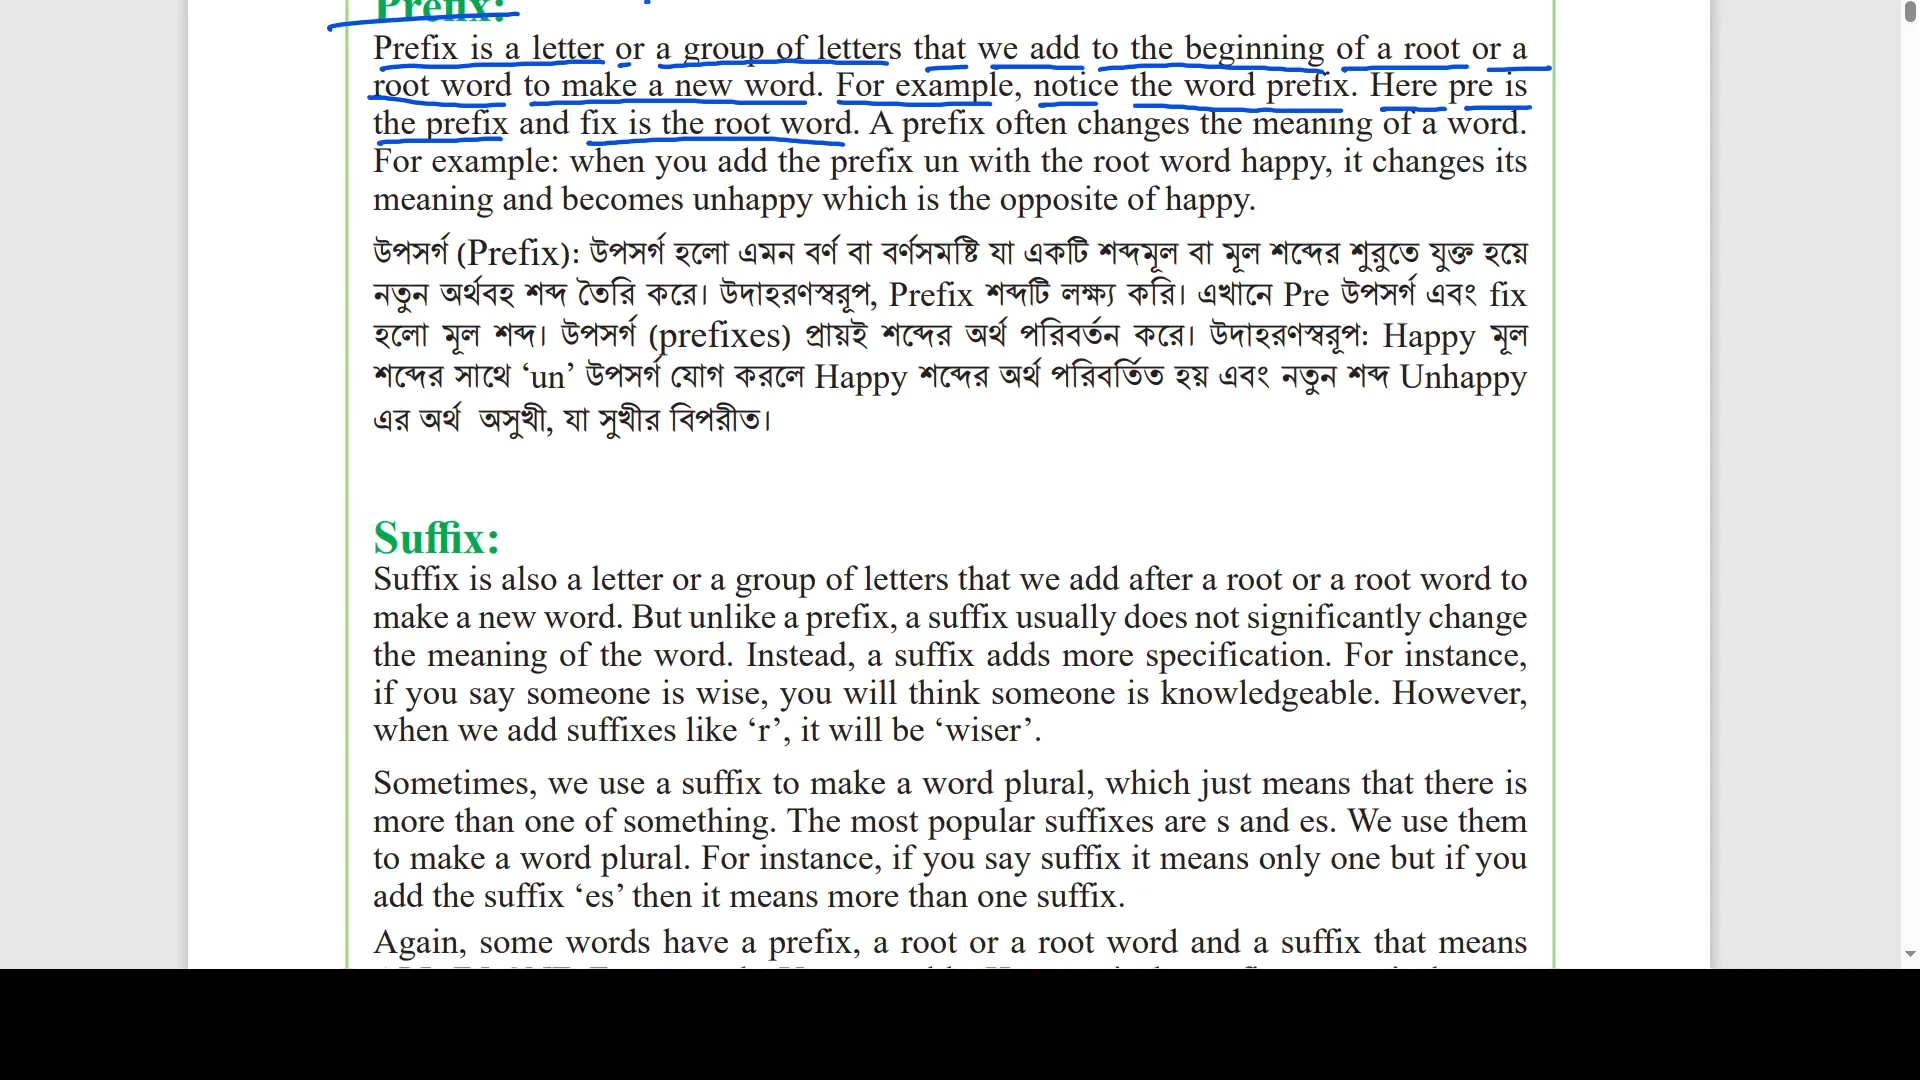 Prefix:
Prefix is a letter or a group of letters that we add to the beginning of a root or a
root word to make a new word. For example, notice the word prefix. Here pre is
the prefix and fix is the root word. A prefix often changes the meaning of a word.
For example: when you add the prefix un with the root word happy, it changes its
meaning and becomes unhappy which is the opposite of happy.
উপসর্গ (Prefix): উপসর্গ হলো এমন বর্ণ বা বর্ণসমষ্টি যা একটি শব্দমূল বা মূল শব্দের শুরুতে যুক্ত হয়ে
নতুন অর্থবহ শব্দ তৈরি করে। উদাহরণস্বরূপ, Prefix শব্দটি লক্ষ্য করি। এখানে Pre উপসর্গ এবং fix
হলো মূল শব্দ। উপসর্গ (prefixes) প্রায়ই শব্দের অর্থ পরিবর্তন করে। উদাহরণস্বরূপ: Happy মূল
শব্দের সাথে ‘un’ উপসর্গ যোগ করলে Happy শব্দের অর্থ পরিবর্তিত হয় এবং নতুন শব্দ Unhappy
এর অর্থ অসুখী, যা সুখীর বিপরীত।
Suffix:
Suffix is also a letter or a group of letters that we add after a root or a root word to
make a new word. But unlike a prefix, a suffix usually does not significantly change
the meaning of the word. Instead, a suffix adds more specification. For instance,
if you say someone is wise, you will think someone is knowledgeable. However,
when we add suffixes like ‘r’, it will be ‘wiser’.
Sometimes, we use a suffix to make a word plural, which just means that there is
more than one of something. The most popular suffixes are s and es. We use them
to make a word plural. For instance, if you say suffix it means only one but if you
add the suffix ‘es’ then it means more than one suffix.
Again, some words have a prefix, a root or a root word and a suffix that means